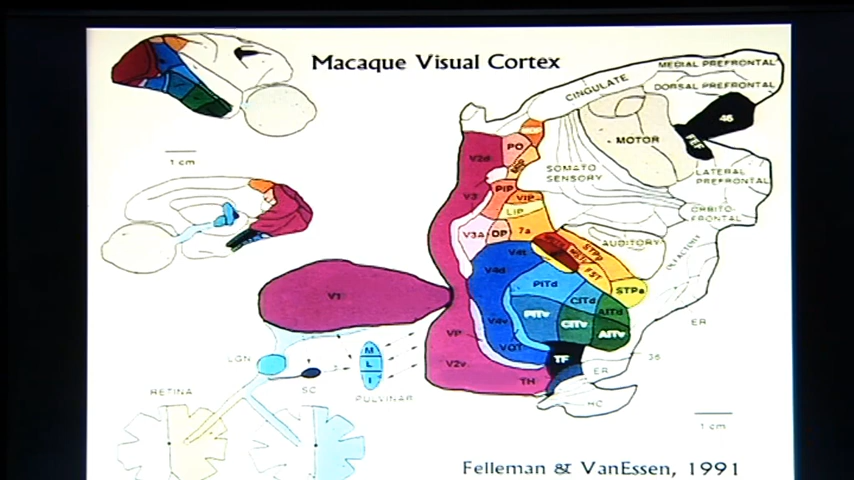 Macaque Visual Cortex
MEDIAL PREFRONTAL
DORSAL PREFRONTAL
CINGULATE
46
MOTOR
FEF
V2d
PO
SOMATO
SENSORY
LATERAL
PREFRONTAL
V3
PIP
VIP
LIP
ORBITO-
FRONTAL
V3A
DP
7a
AUDITORY
STPp
FST
V4t
V4d
PITd
STPa
CITd
AITd
V1
PITv
CITv
AITv
V4v
ER
VP
VOT
V2v
TF
36
ER
TH
HC
LGN
SC
M
L
I
PULVINAR
RETINA
1 cm
1 cm
Felleman & VanEssen, 1991